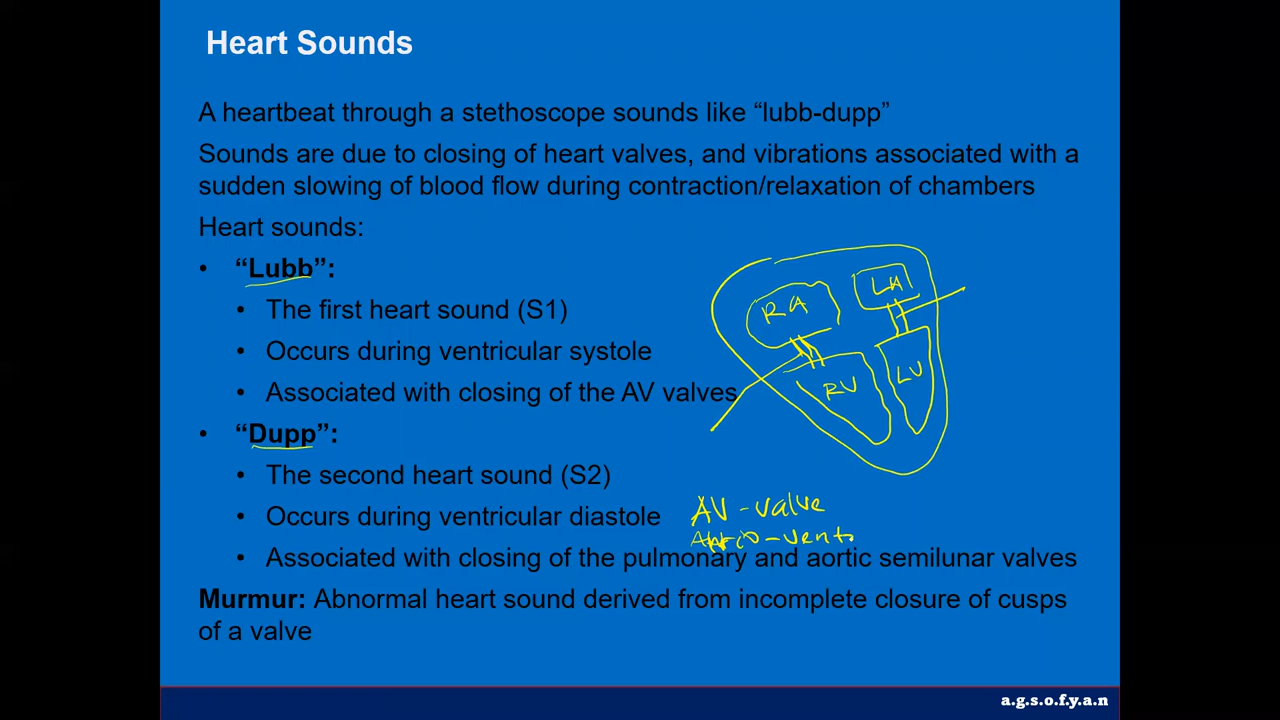 Heart Sounds
A heartbeat through a stethoscope sounds like “lubb-dupp”
Sounds are due to closing of heart valves, and vibrations associated with a
sudden slowing of blood flow during contraction/relaxation of chambers
Heart sounds:
• “Lubb”:
• The first heart sound (S1)
• Occurs during ventricular systole
• Associated with closing of the AV valves
RA
LA
RV
LV
• “Dupp”:
• The second heart sound (S2)
• Occurs during ventricular diastole
AV-valve
• Associated with closing of the pulmonary and aortic semilunar valves
Murmur: Abnormal heart sound derived from incomplete closure of cusps
of a valve
a.g.s.o.f.y.a.n